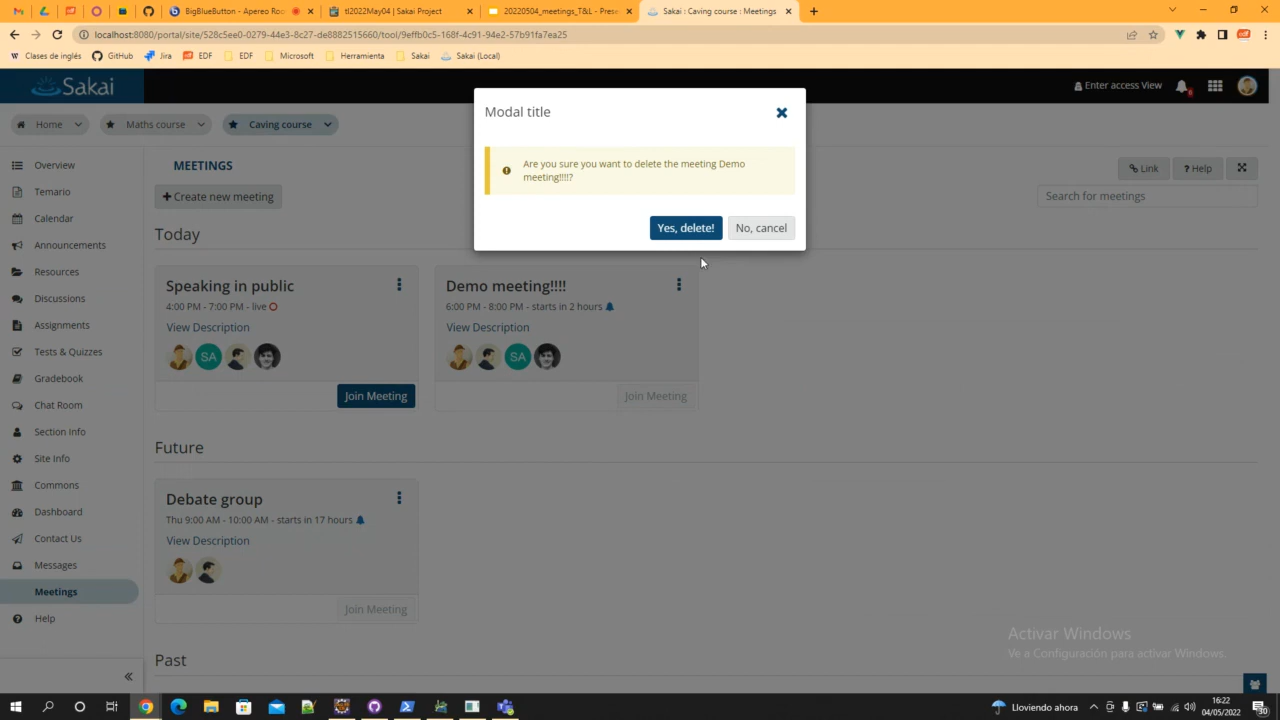 BigBlueButton - Apereo Roo
tl2022May04 | Sakai Project
20220504_meetings_T&L - Prese
Sakai : Caving course : Meetings
localhost:8080/portal/site/528c5ee0-0279-44e3-8c27-de8882515660/tool/9effb0c5-168f-4c91-94e2-57b91fa7ea25
Clases de inglés
GitHub
Jira
EDF
EDF
Microsoft
Herramienta
Sakai
Sakai (Local)
Sakai
Enter access View
Home
Maths course
Caving course
Modal title
Are you sure you want to delete the meeting Demo
meeting!!!!?
Yes, delete!
No, cancel
Overview
Temario
Calendar
Announcements
Resources
Discussions
Assignments
Tests & Quizzes
Gradebook
Chat Room
Section Info
Site Info
Commons
Dashboard
Contact Us
Messages
Meetings
Help
MEETINGS
Link
? Help
+ Create new meeting
Search for meetings
Today
Speaking in public
4:00 PM - 7:00 PM - live
View Description
SA
Join Meeting
Demo meeting!!!!
6:00 PM - 8:00 PM - starts in 2 hours
View Description
SA
Join Meeting
Future
Debate group
Thu 9:00 AM - 10:00 AM - starts in 17 hours
View Description
Join Meeting
Past
Activar Windows
Ve a Configuración para activar Windows.
Lloviendo ahora
16:22
04/05/2022